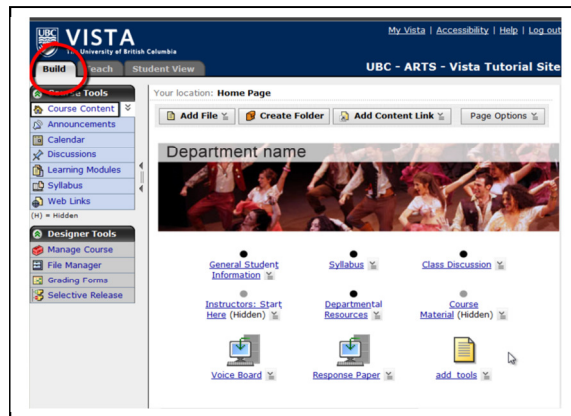 My Vista | Accessibility | Help | Log out
UBC VISTA
The University of British Columbia
Build Teach Student View
UBC - ARTS - Vista Tutorial Site
Course Tools
Your location: Home Page
Course Content
Add File Create Folder Add Content Link Page Options
Announcements
Calendar
Discussions
Learning Modules
Syllabus
Web Links
(H) = Hidden
Designer Tools
Manage Course
File Manager
Grading Forms
Selective Release
Department name
General Student
Information
Syllabus
Class Discussion
Instructors: Start
Here (Hidden)
Departmental
Resources
Course
Material (Hidden)
Voice Board
Response Paper
add_tools